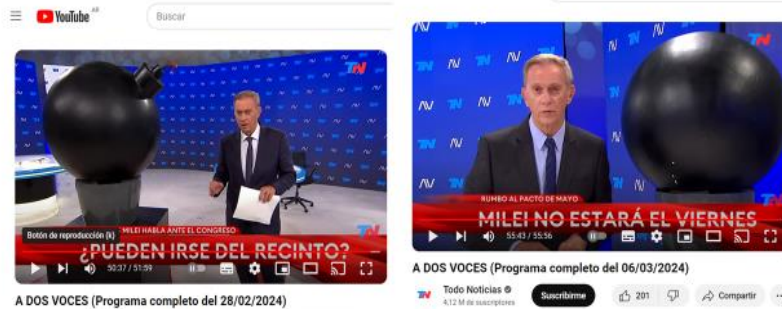 YouTube AR
Buscar
TN
Botón de reproducción (k)
MILEI HABLA ANTE EL CONGRESO
¿PUEDEN IRSE DEL RECINTO?
50:37 / 51:59
A DOS VOCES (Programa completo del 28/02/2024)
RUMBO AL PACTO DE MAYO
MILEI NO ESTARÁ EL VIERNES
55:43 / 55:56
A DOS VOCES (Programa completo del 06/03/2024)
TN
Todo Noticias
4,12 M de suscriptores
Suscribirme
201
Compartir